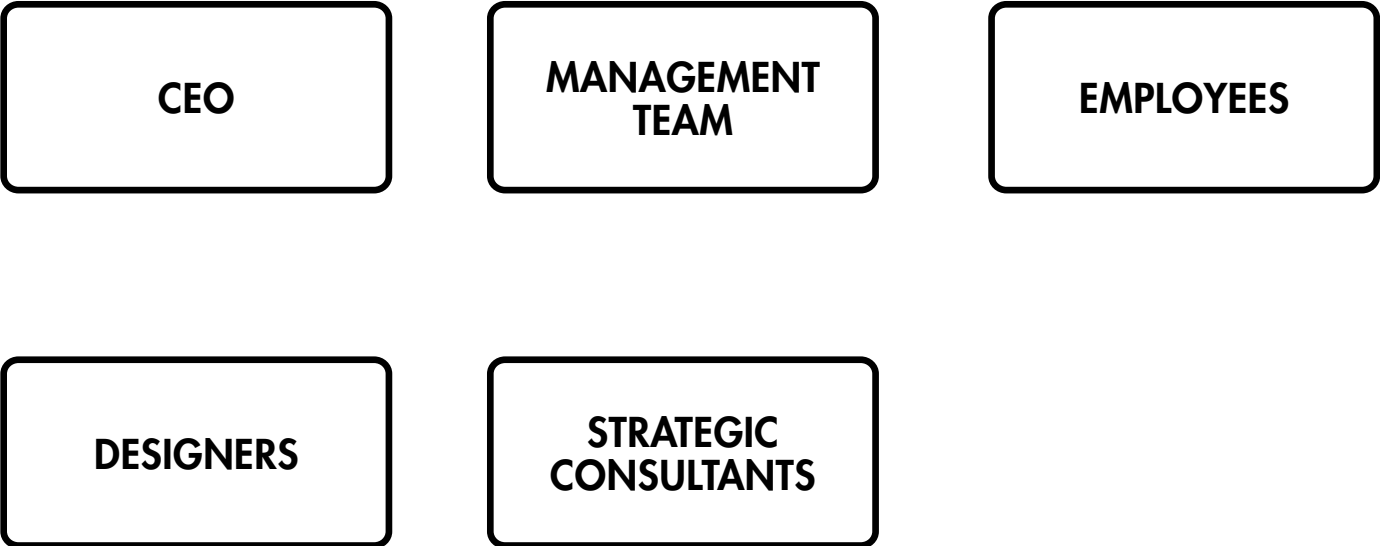 CEO
MANAGEMENT
TEAM
EMPLOYEES
DESIGNERS
STRATEGIC
CONSULTANTS